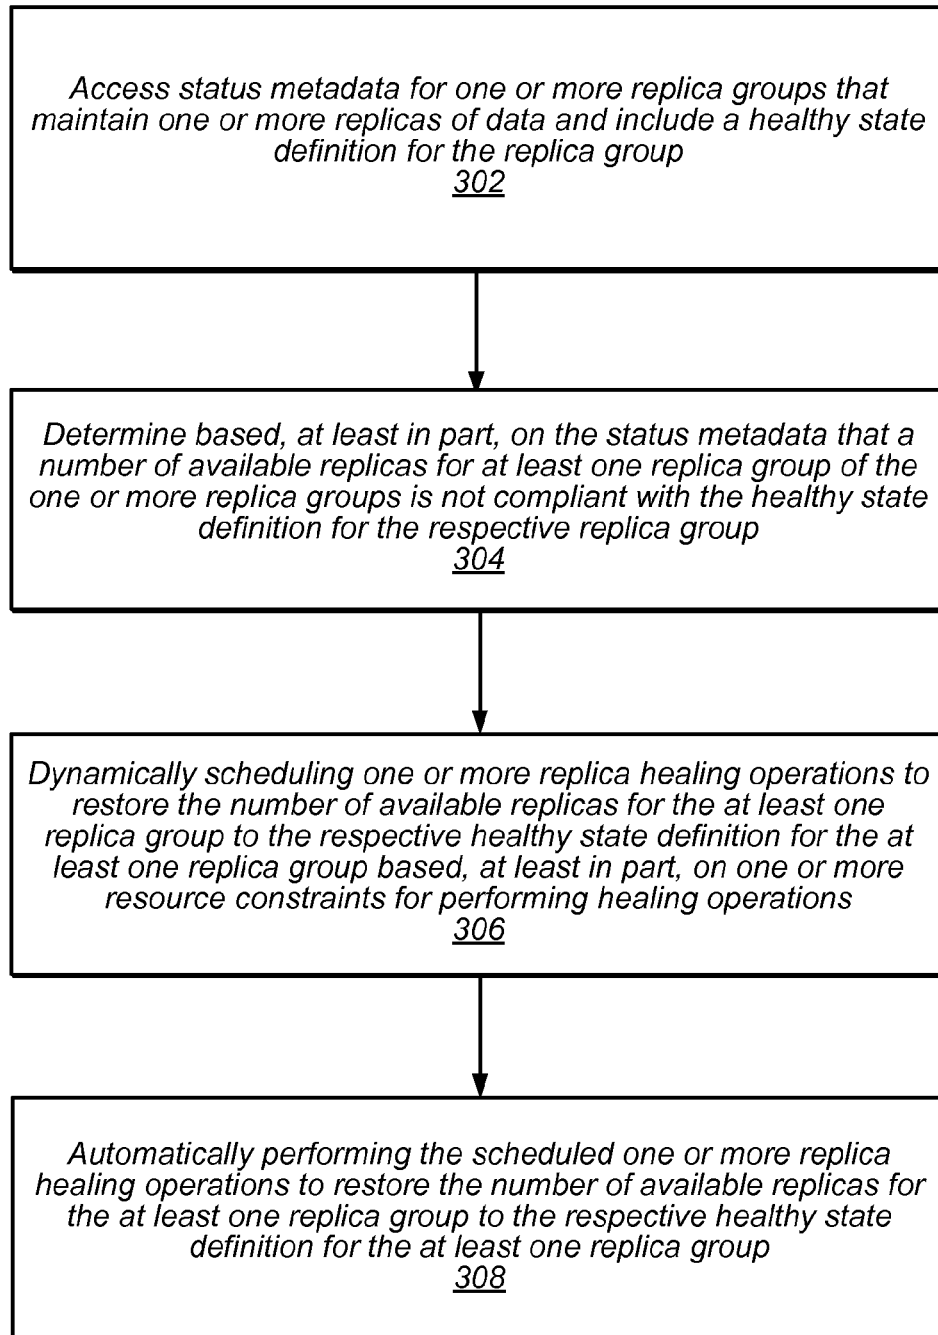 Access status metadata for one or more replica groups that
maintain one or more replicas of data and include a healthy state
definition for the replica group
302
Determine based, at least in part, on the status metadata that a
number of available replicas for at least one replica group of the
one or more replica groups is not compliant with the healthy state
definition for the respective replica group
304
Dynamically scheduling one or more replica healing operations to
restore the number of available replicas for the at least one
replica group to the respective healthy state definition for the at
least one replica group based, at least in part, on one or more
resource constraints for performing healing operations
306
Automatically performing the scheduled one or more replica
healing operations to restore the number of available replicas for
the at least one replica group to the respective healthy state
definition for the at least one replica group
308